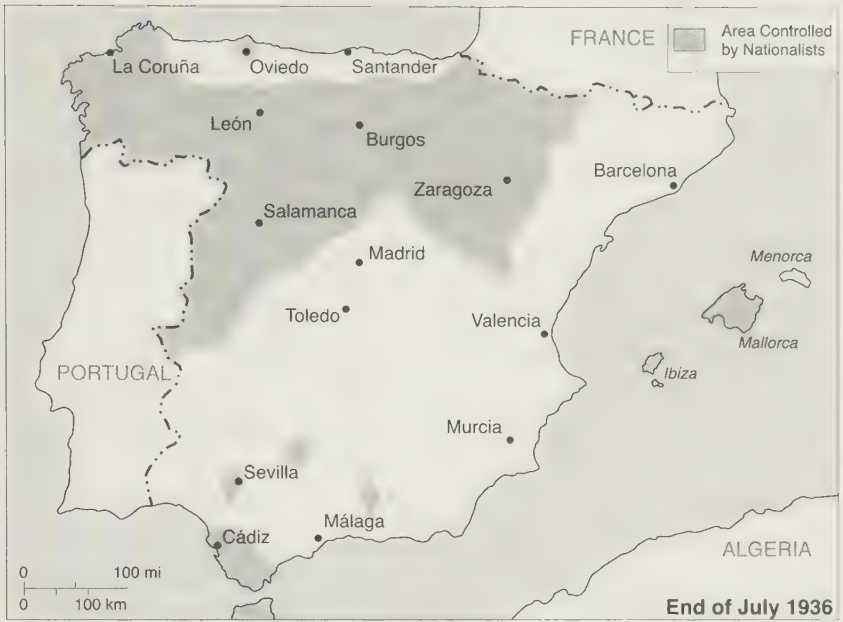 FRANCE
Area Controlled
by Nationalists
La Coruña
Oviedo
Santander
León
Burgos
Zaragoza
Barcelona
Salamanca
Madrid
Menorca
Toledo
Valencia
Mallorca
PORTUGAL
Ibiza
Murcia
Sevilla
Cádiz
Málaga
ALGERIA
0 100 mi
0 100 km
End of July 1936